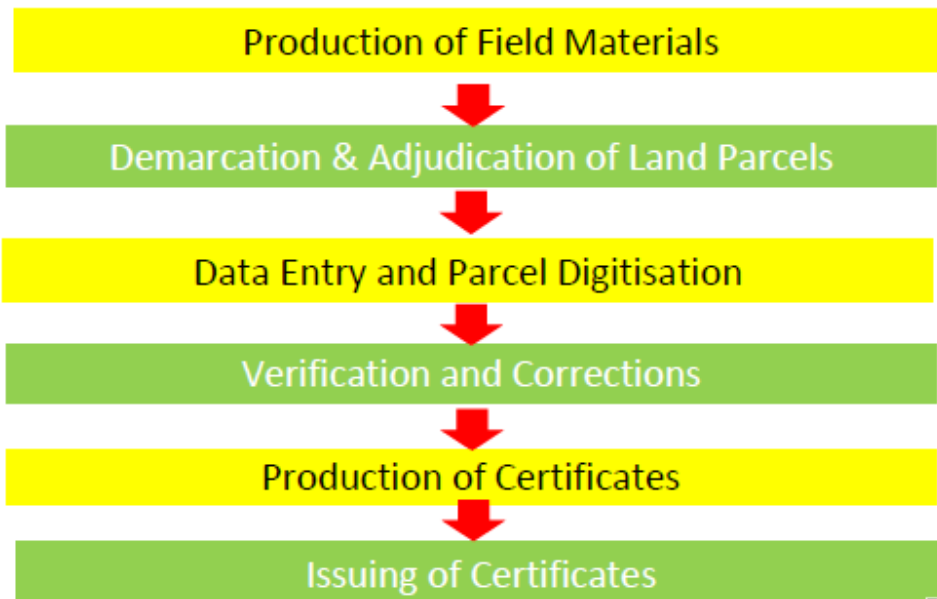 Production of Field Materials
Demarcation & Adjudication of Land Parcels
Data Entry and Parcel Digitisation
Verification and Corrections
Production of Certificates
Issuing of Certificates